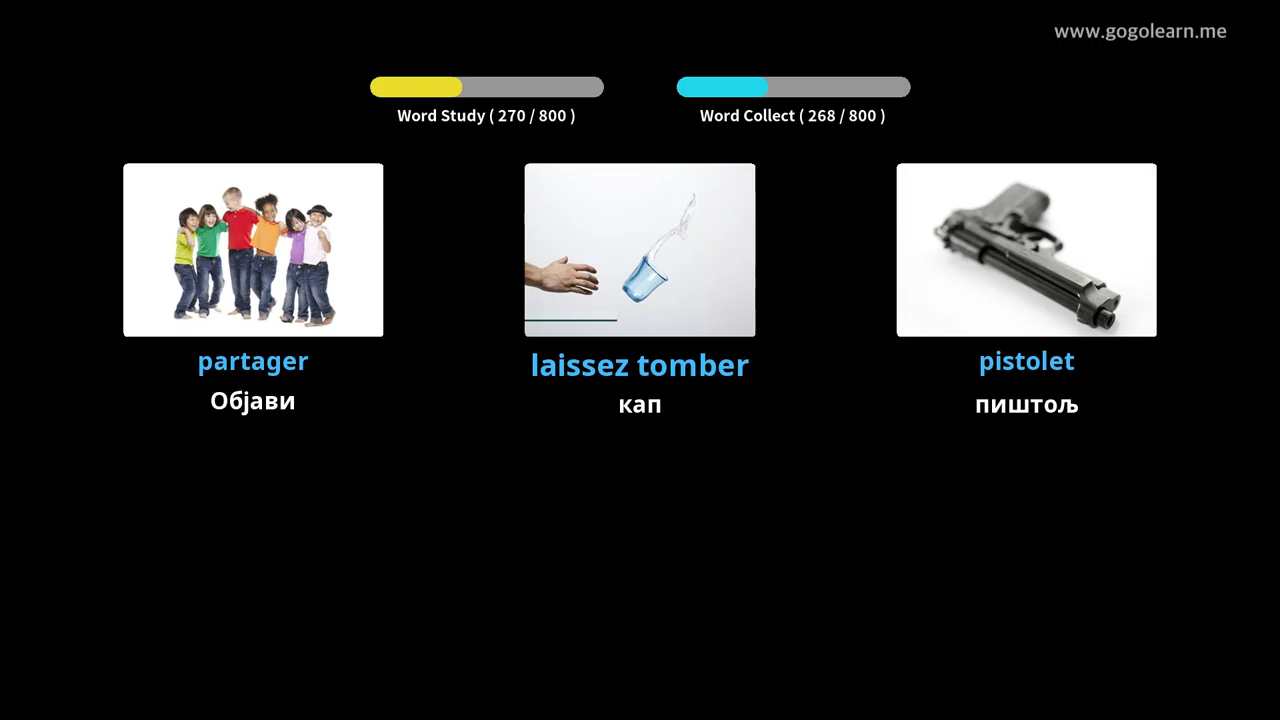 www.gogolearn.me
Word Study ( 270 / 800 )
Word Collect ( 268 / 800 )
partager
Објави
laissez tomber
кап
pistolet
пиштољ